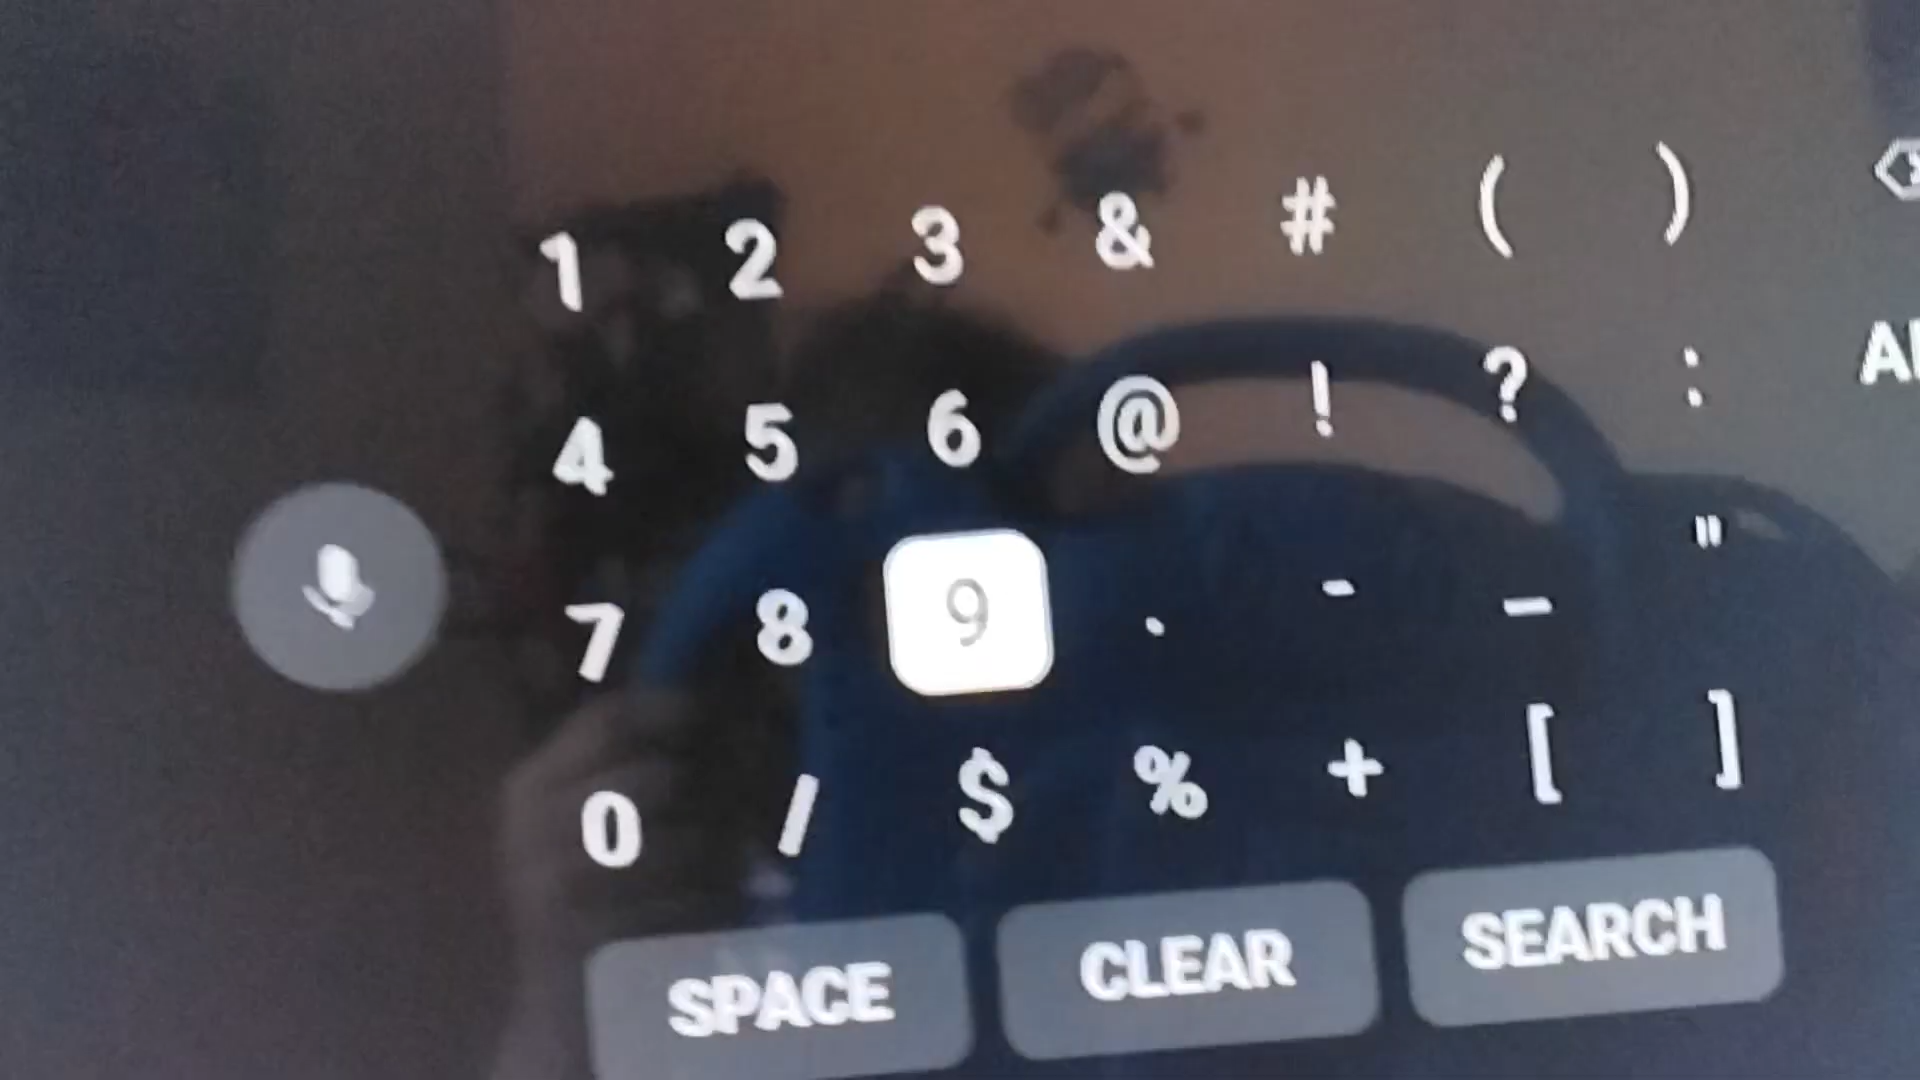 1 2 3 & # ( )
4 5 6 @ ! ? :
7 8 9 . - _ "
0 / $ % + [ ]
SPACE CLEAR SEARCH